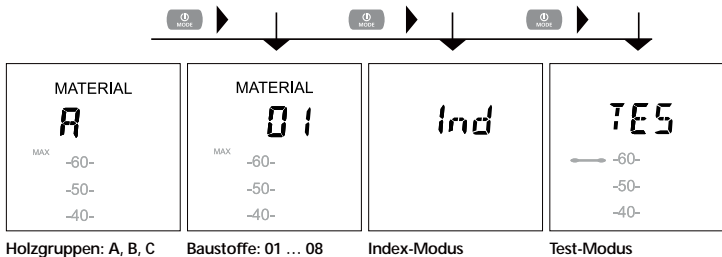 MODE MODE MODE
MATERIAL
A
MAX
-60-
-50-
-40-
Holzgruppen: A, B, C
MATERIAL
01
MAX
-60-
-50-
-40-
Baustoffe: 01 ... 08
Ind
Index-Modus
TES
-60-
-50-
-40-
Test-Modus